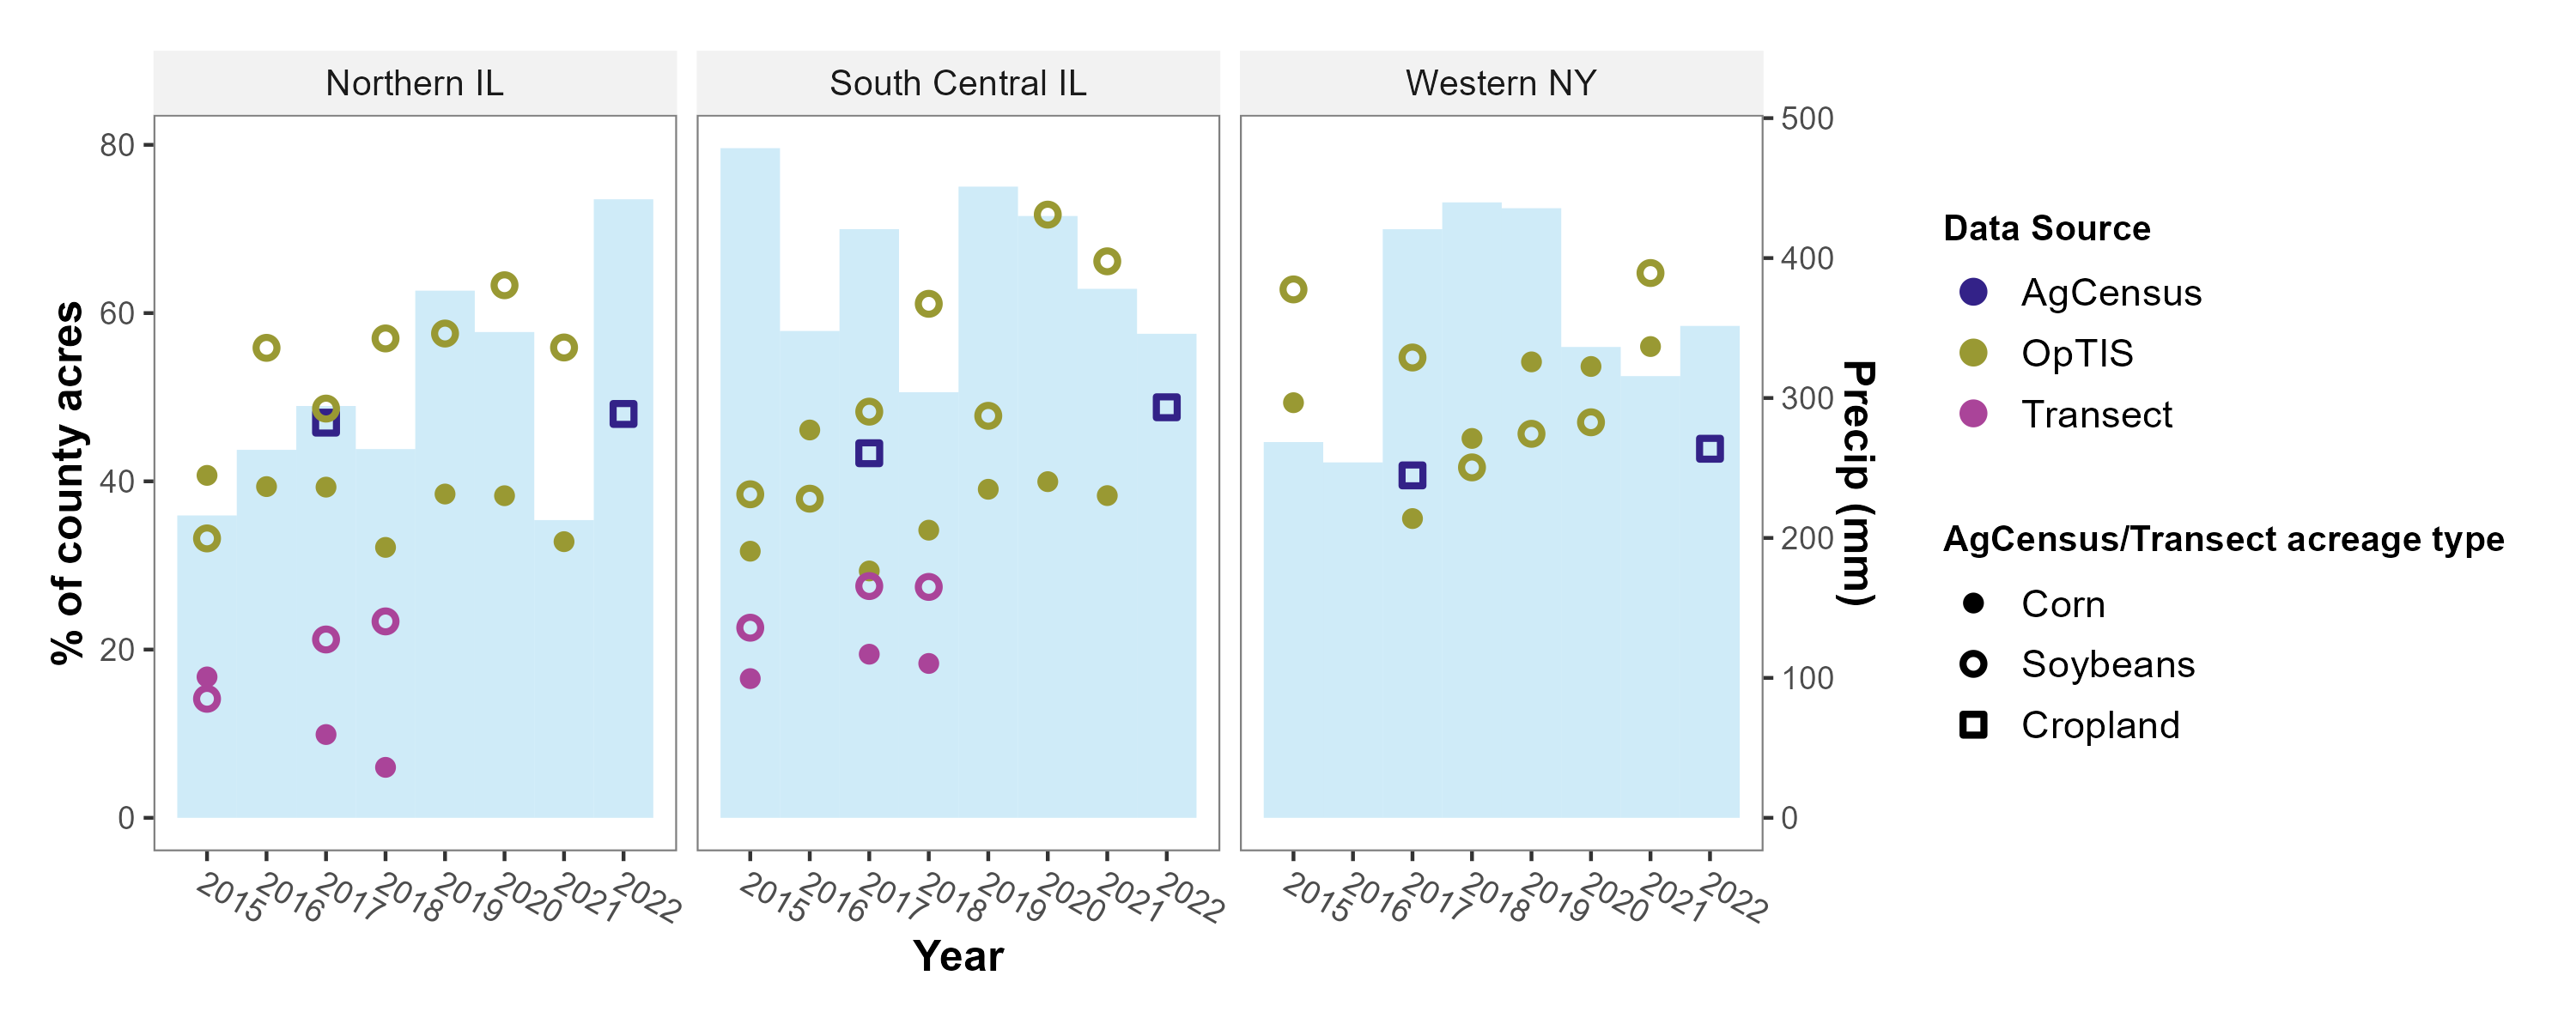 Northern IL
South Central IL
Western NY
% of county acres
80
60
40
20
0
500
400
300
200
100
0
Precip (mm)
2015
2016
2017
2018
2019
2020
2021
2022
2015
2016
2017
2018
2019
2020
2021
2022
2015
2016
2017
2018
2019
2020
2021
2022
Year
Data Source
AgCensus
OpTIS
Transect
AgCensus/Transect acreage type
Corn
Soybeans
Cropland